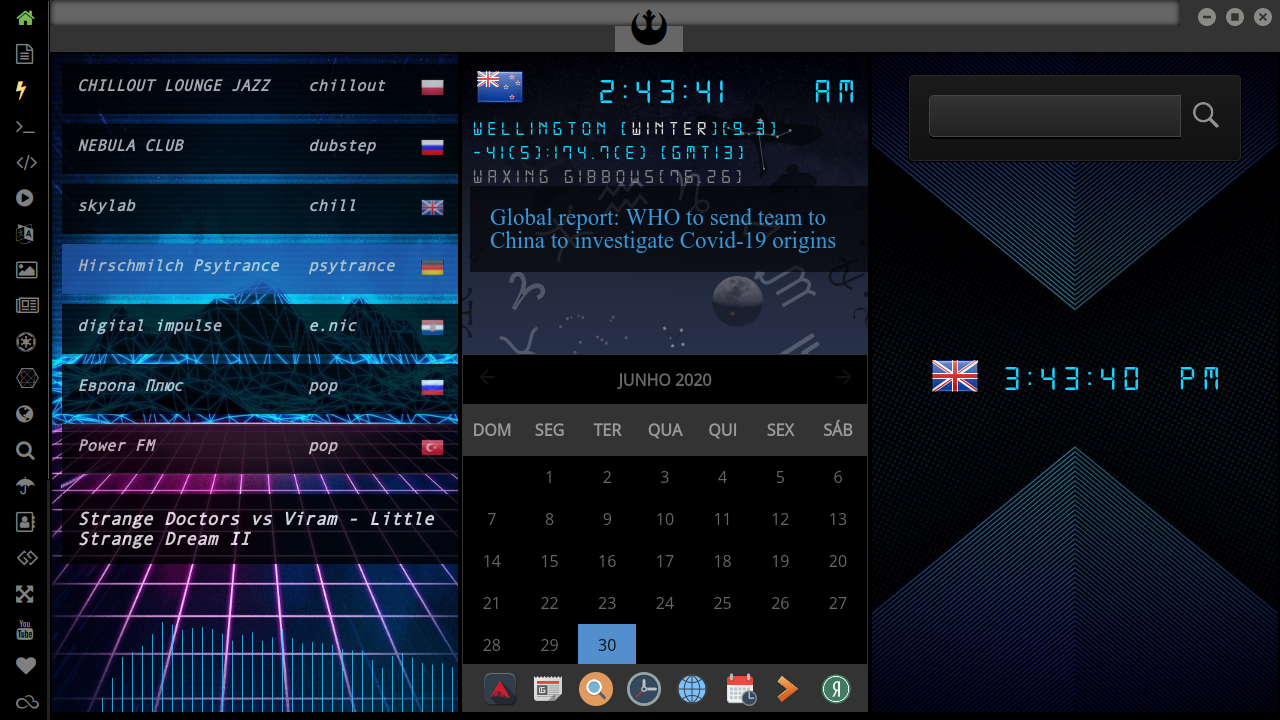 CHILLOUT LOUNGE JAZZ chillout
NEBULA CLUB dubstep
skylab chill
Hirschmilch Psytrance psytrance
digital impulse e.nic
Европа Плюс pop
Power FM pop
Strange Doctors vs Viram - Little
Strange Dream II
2:43:41 AM
WELLINGTON [WINTER][9.3]
-41(S):174.7(E) [GMT13]
WAXING GIBBOUS[76.26]
Global report: WHO to send team to
China to investigate Covid-19 origins
JUNHO 2020
DOM SEG TER QUA QUI SEX SÁB
1 2 3 4 5 6
7 8 9 10 11 12 13
14 15 16 17 18 19 20
21 22 23 24 25 26 27
28 29 30
3:43:40 PM
You
Tube
Я